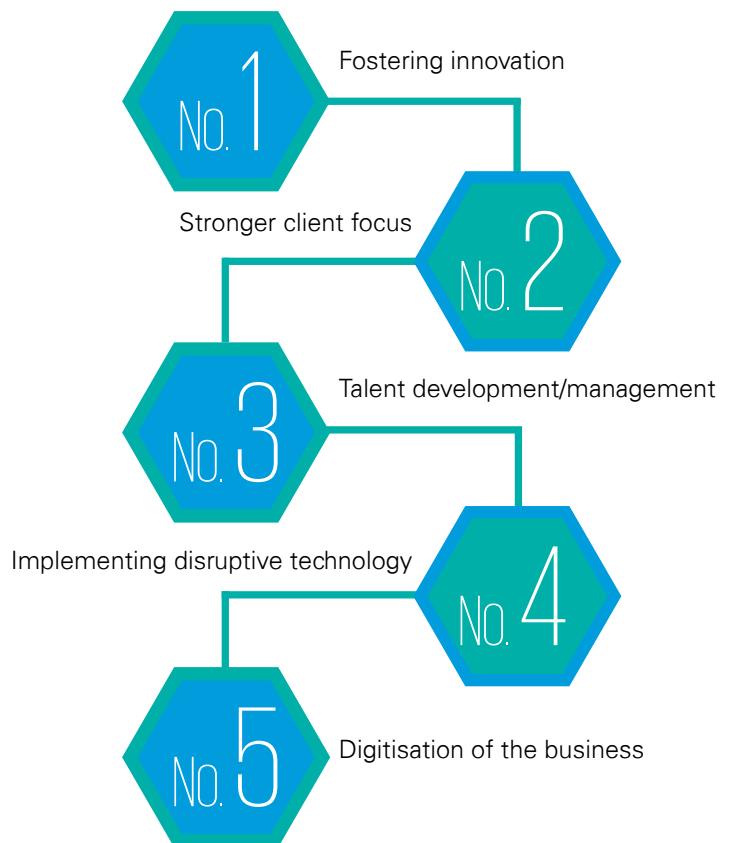 Fostering innovation
No. 1
Stronger client focus
No. 2
Talent development/management
No. 3
Implementing disruptive technology
No. 4
Digitisation of the business
No. 5